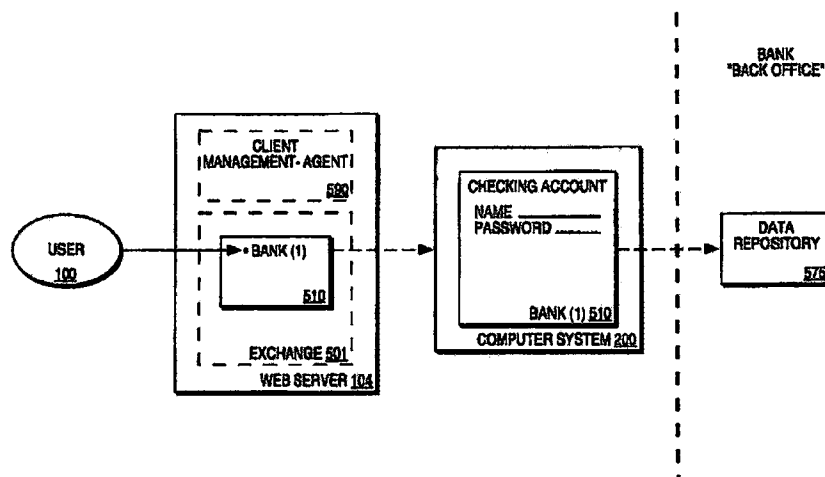 BANK
"BACK OFFICE"
CLIENT
MANAGEMENT- AGENT
590
USER
100
• BANK (1)
510
EXCHANGE 501
WEB SERVER 104
CHECKING ACCOUNT
NAME
PASSWORD
BANK (1) 510
COMPUTER SYSTEM 200
DATA
REPOSITORY
575